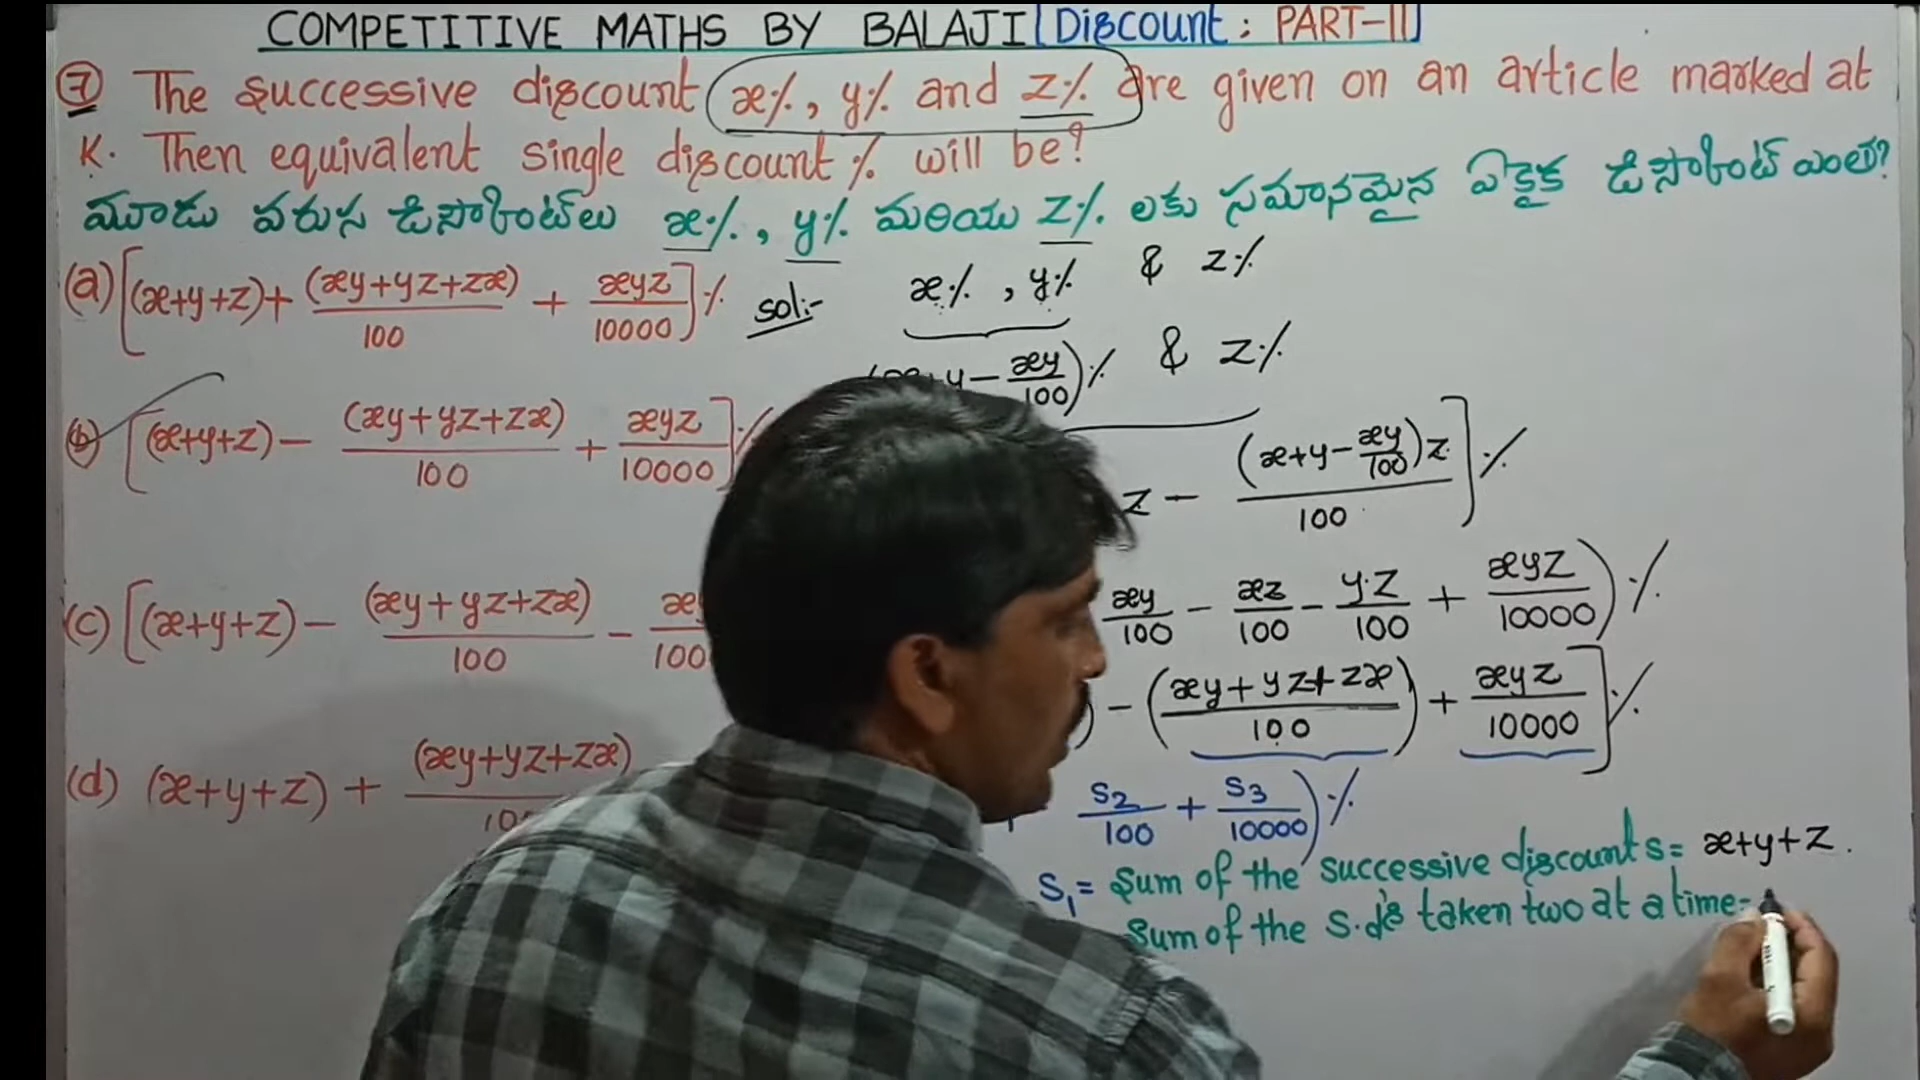 COMPETITIVE MATHS BY BALAJI [Discount : PART-II]
⑦ The successive discount x%, y% and z% are given on an article marked at
K. Then equivalent single discount % will be?
మూడు వరుస డిస్కౌంట్‌లు x%, y% మరియు z% లకు సమానమైన ఏకైక డిస్కౌంట్ ఎంత?
(a) [(x+y+z)+ (xy+yz+zx)/100 + xyz/10000]%
sol:- x%, y% & z%
y - xy/100)% & z%
(b) [(x+y+z) - (xy+yz+zx)/100 + xyz/10000]%
z - (x+y-xy/100)z/100]%
(c) [(x+y+z) - (xy+yz+zx)/100 -
xy/100 - xz/100 - y.z/100 + xyz/10000)%
) - (xy+yz+zx/100) + xyz/10000]%
(d) (x+y+z) + (xy+yz+zx)
S2/100 + S3/10000)%
S1 = Sum of the successive discounts = x+y+z.
Sum of the S.d's taken two at a time =